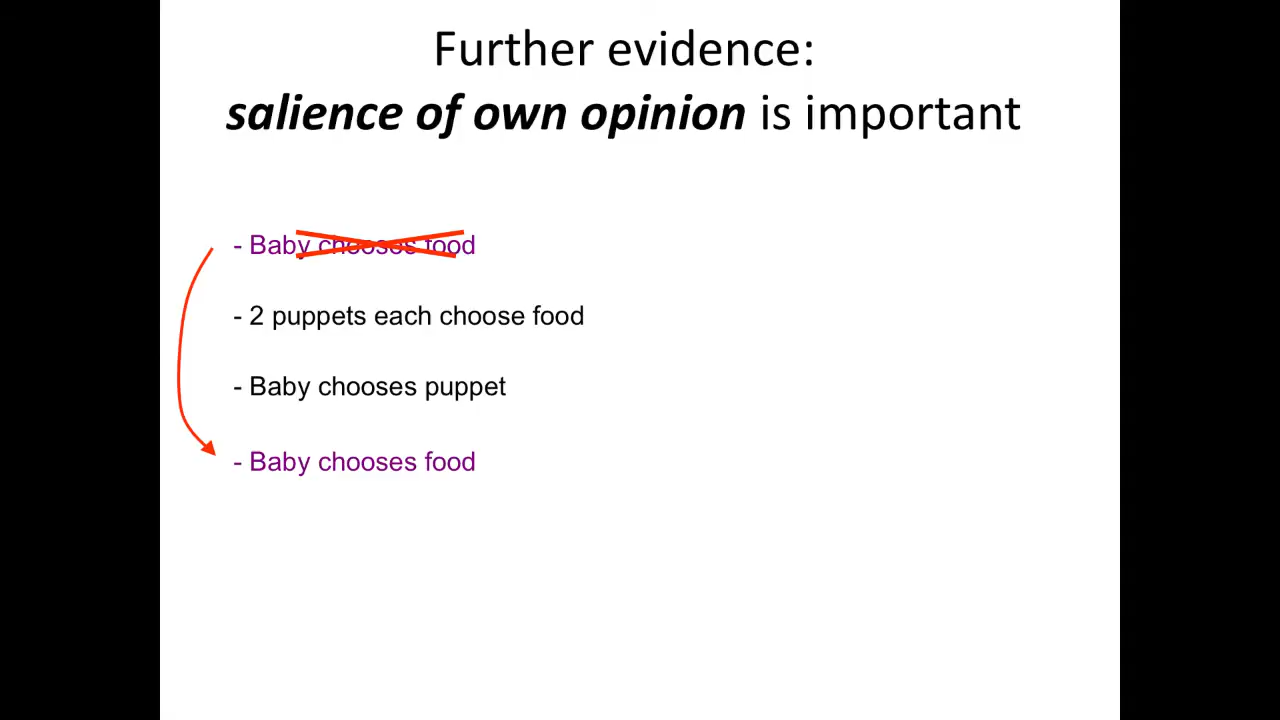 Further evidence:
salience of own opinion is important
- Baby chooses food
- 2 puppets each choose food
- Baby chooses puppet
- Baby chooses food